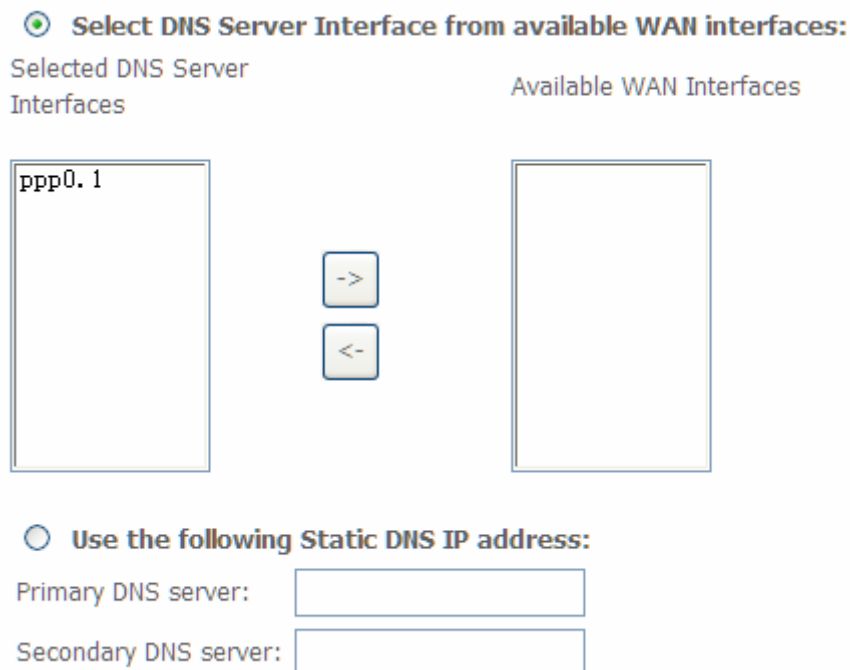 Select DNS Server Interface from available WAN interfaces:
Selected DNS Server
Interfaces
Available WAN Interfaces
ppp0.1
->
<-
Use the following Static DNS IP address:
Primary DNS server:
Secondary DNS server: